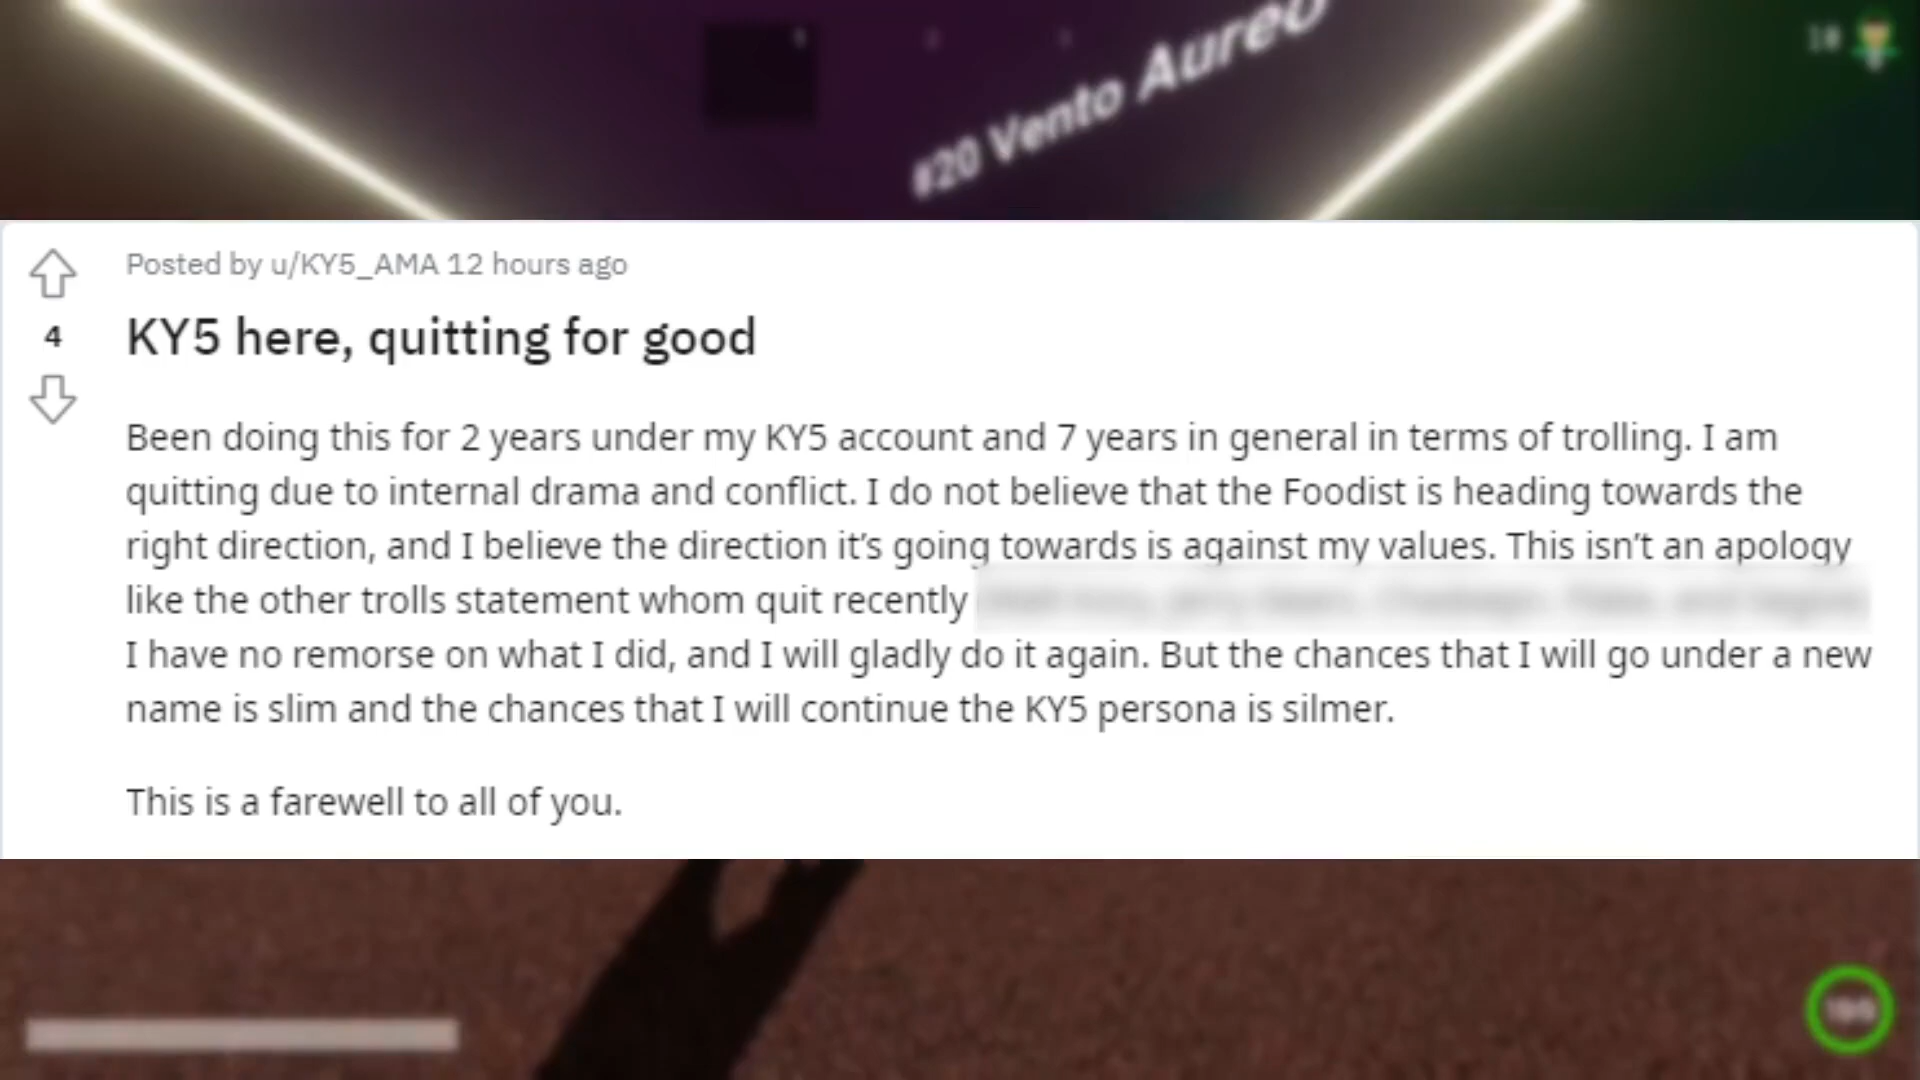 #20 Vento Aureo
Posted by u/KY5_AMA 12 hours ago
4
KY5 here, quitting for good
Been doing this for 2 years under my KY5 account and 7 years in general in terms of trolling. I am
quitting due to internal drama and conflict. I do not believe that the Foodist is heading towards the
right direction, and I believe the direction it's going towards is against my values. This isn't an apology
like the other trolls statement whom quit recently
I have no remorse on what I did, and I will gladly do it again. But the chances that I will go under a new
name is slim and the chances that I will continue the KY5 persona is silmer.
This is a farewell to all of you.